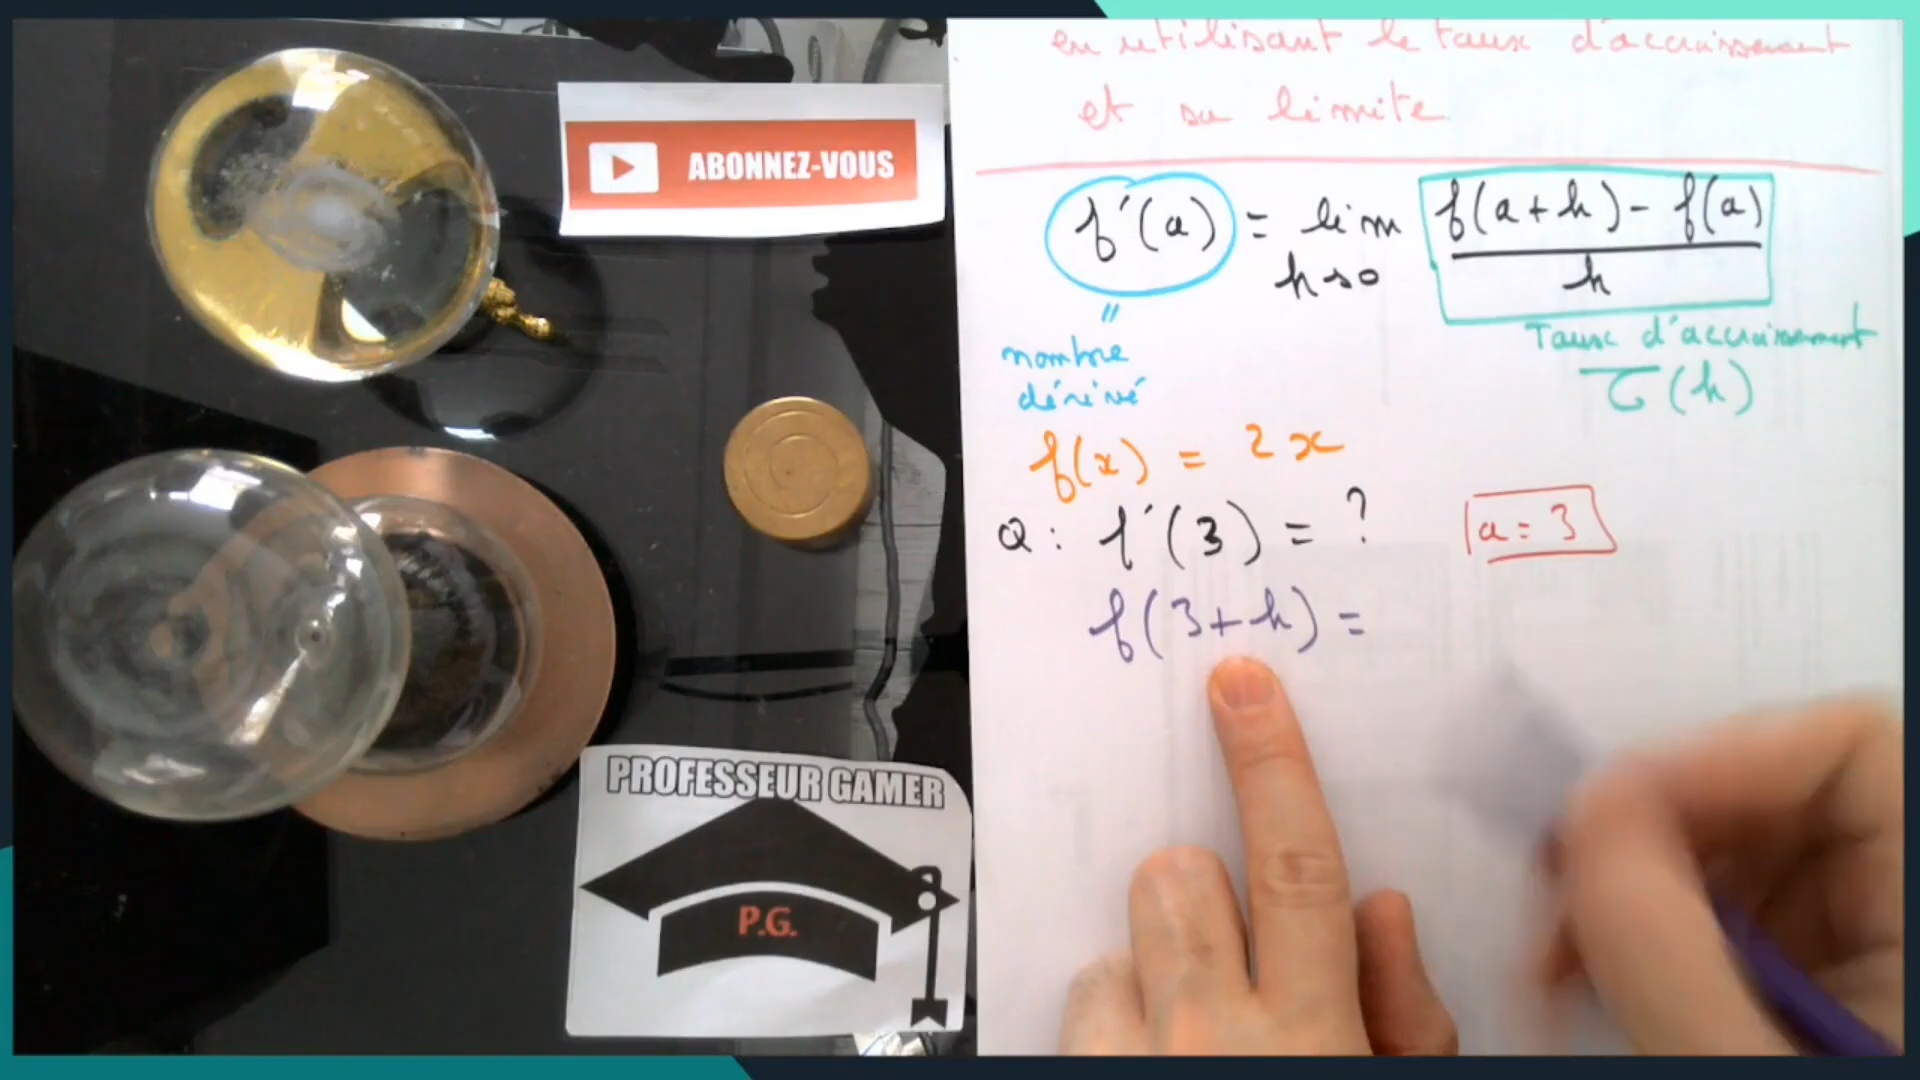 ABONNEZ-VOUS
PROFESSEUR GAMER
P.G.
en utilisant le taux d'accroissement
et sa limite
f'(a) = lim h→0 f(a+h) - f(a) / h
"
nombre
dérivé
Taux d'accroissement
τ(h)
f(x) = 2x
Q : f'(3) = ?
a = 3
f(3+h) =